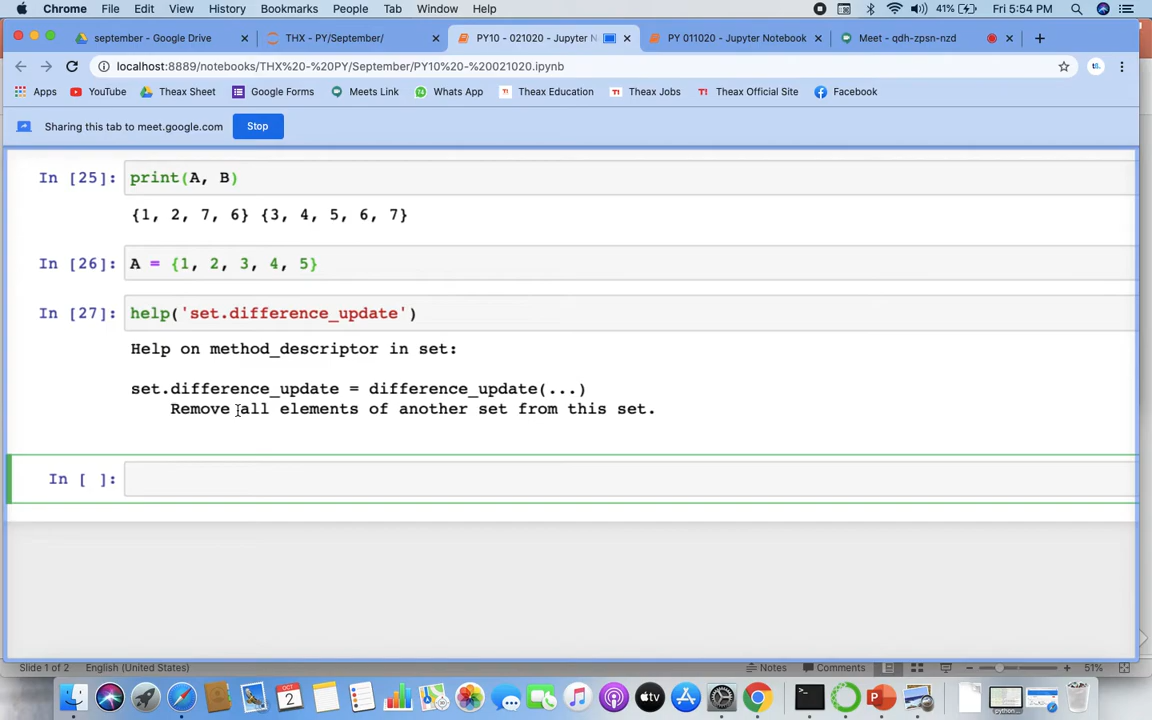 Chrome File Edit View History Bookmarks People Tab Window Help 41% Fri 5:54 PM
september - Google Drive THX - PY/September/ PY10 - 021020 - Jupyter N PY 011020 - Jupyter Notebook Meet - qdh-zpsn-nzd
localhost:8889/notebooks/THX%20-%20PY/September/PY10%20-%20021020.ipynb
Apps YouTube Theax Sheet Google Forms Meets Link Whats App Theax Education Theax Jobs Theax Official Site Facebook
Sharing this tab to meet.google.com Stop
In [25]: print(A, B)
{1, 2, 7, 6} {3, 4, 5, 6, 7}
In [26]: A = {1, 2, 3, 4, 5}
In [27]: help('set.difference_update')
Help on method_descriptor in set:
set.difference_update = difference_update(...)
Remove all elements of another set from this set.
In [ ]:
Slide 1 of 2 English (United States) Notes Comments 51%
OCT 2 tv